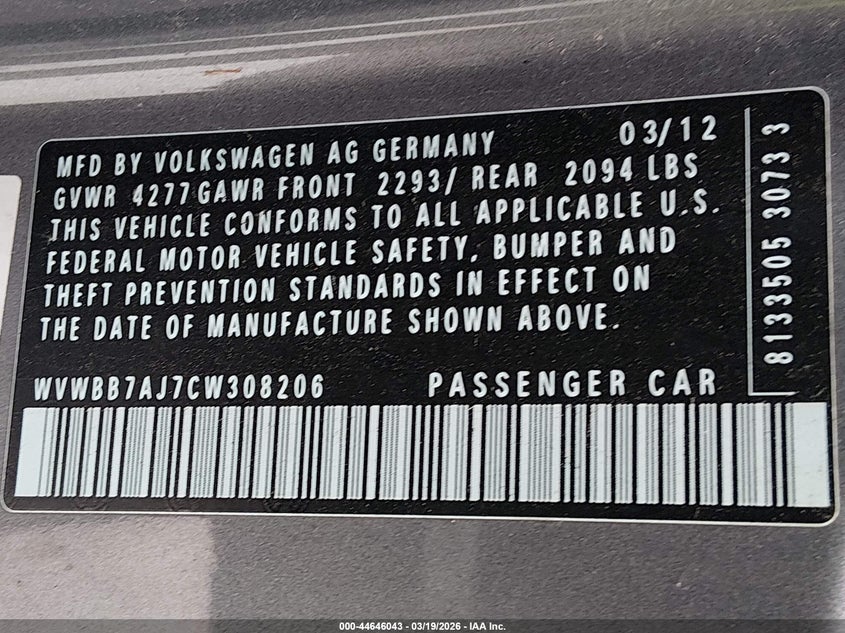 MFD BY VOLKSWAGEN AG GERMANY 03/12
GVWR 4277 GAWR FRONT 2293/ REAR 2094 LBS
THIS VEHICLE CONFORMS TO ALL APPLICABLE U.S.
FEDERAL MOTOR VEHICLE SAFETY, BUMPER AND
THEFT PREVENTION STANDARDS IN EFFECT ON
THE DATE OF MANUFACTURE SHOWN ABOVE.
WVWBB7AJ7CW308206 PASSENGER CAR
8133505 3073 3
000-44646043 - 03/19/2026 - IAA Inc.